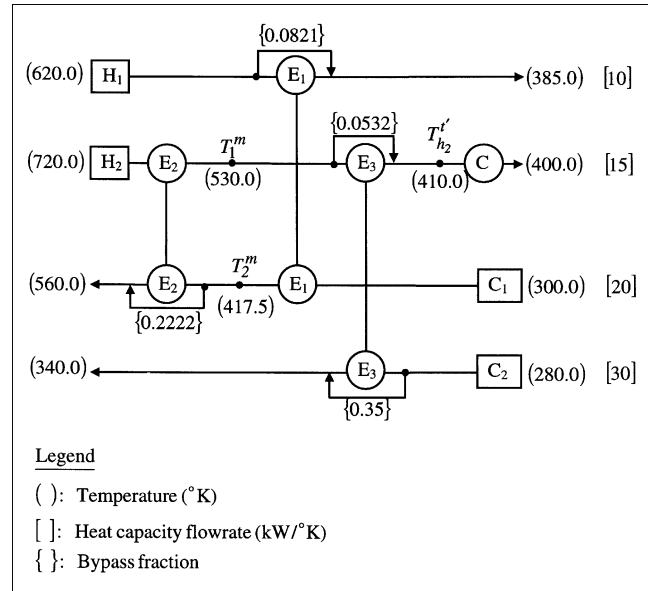 {0.0821}
(620.0) H₁ E₁ (385.0) [10]
{0.0532}
(720.0) H₂ E₂ T₁ᵐ E₃ T_{h₂}^{t'} C (400.0) [15]
(530.0) (410.0)
(560.0) E₂ T₂ᵐ E₁ C₁ (300.0) [20]
{0.2222} (417.5)
(340.0) E₃ C₂ (280.0) [30]
{0.35}
Legend
( ): Temperature (°K)
[ ]: Heat capacity flowrate (kW/°K)
{ }: Bypass fraction